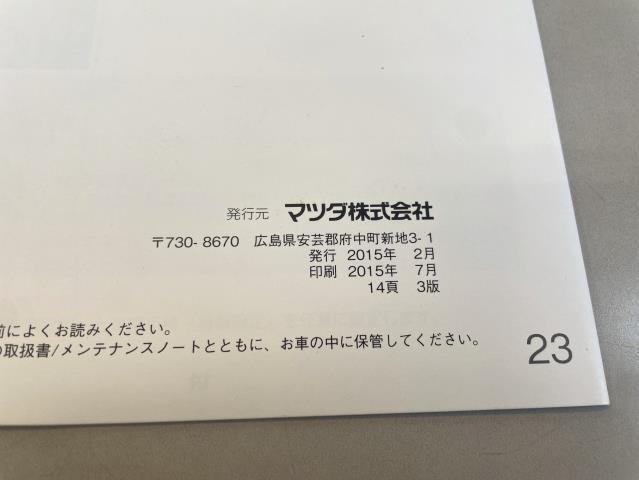 発行元 マツダ株式会社
〒730-8670 広島県安芸郡府中町新地3-1
発行 2015年 2月
印刷 2015年 7月
14頁 3版
前によくお読みください。
取扱書/メンテナンスノートとともに、お車の中に保管してください。
23